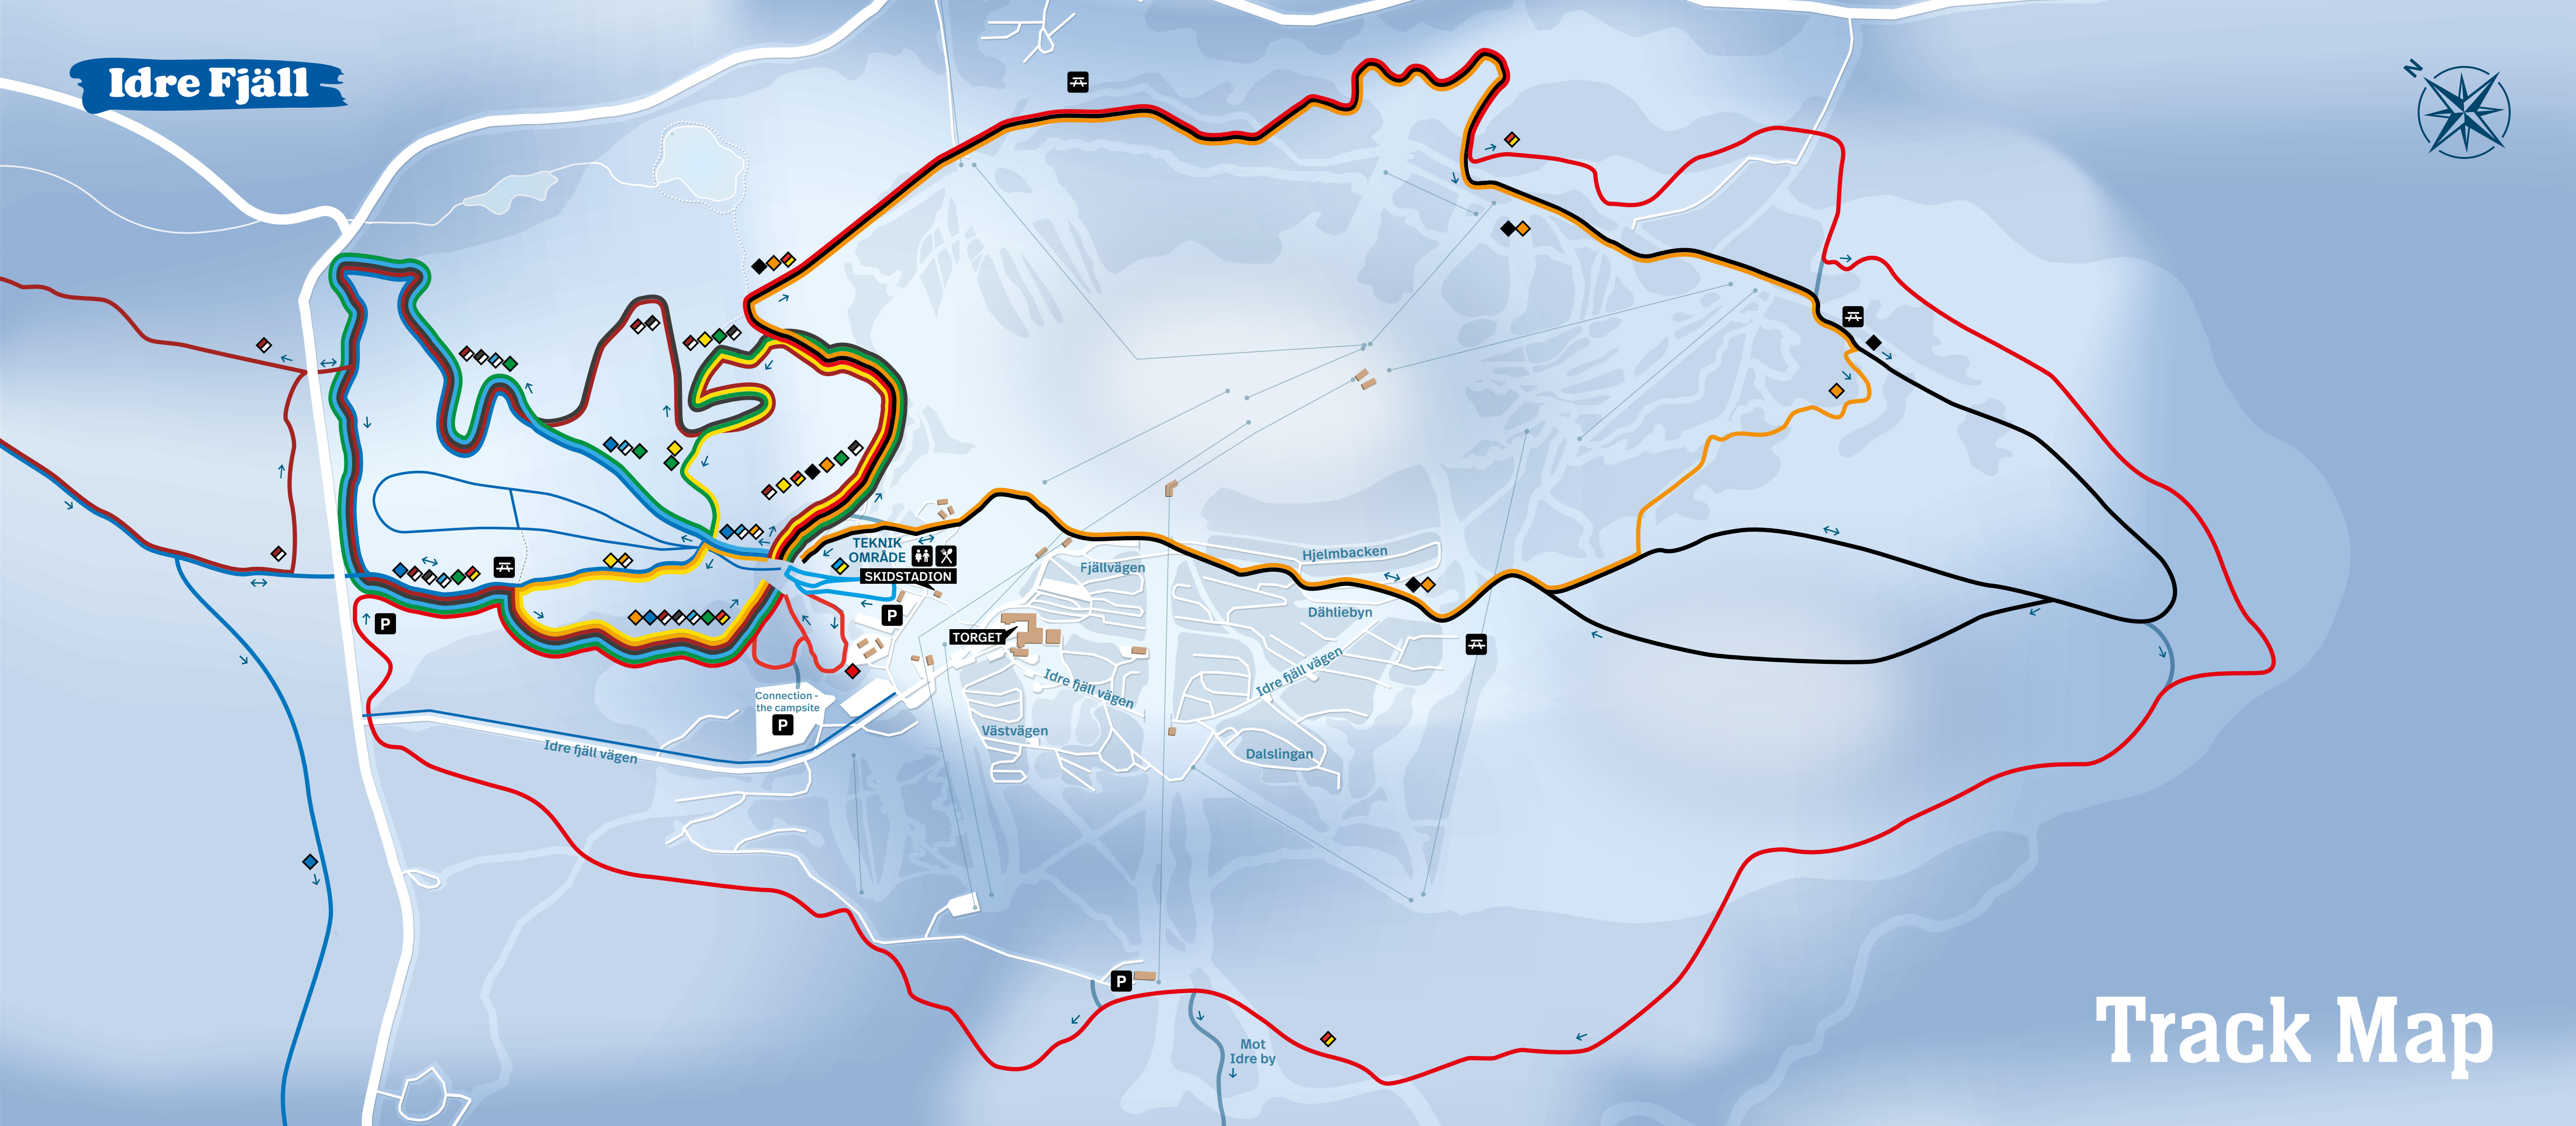 Idre Fjäll
N
TEKNIK
OMRÅDE
SKIDSTADION
P
P
Hjelmbacken
Fjällvägen
Dähliebyn
TORGET
Idre fjäll vägen
Idre fjäll vägen
Connection -
the campsite
P
Västvägen
Idre fjäll vägen
Dalslingan
P
Mot
Idre by
Track Map